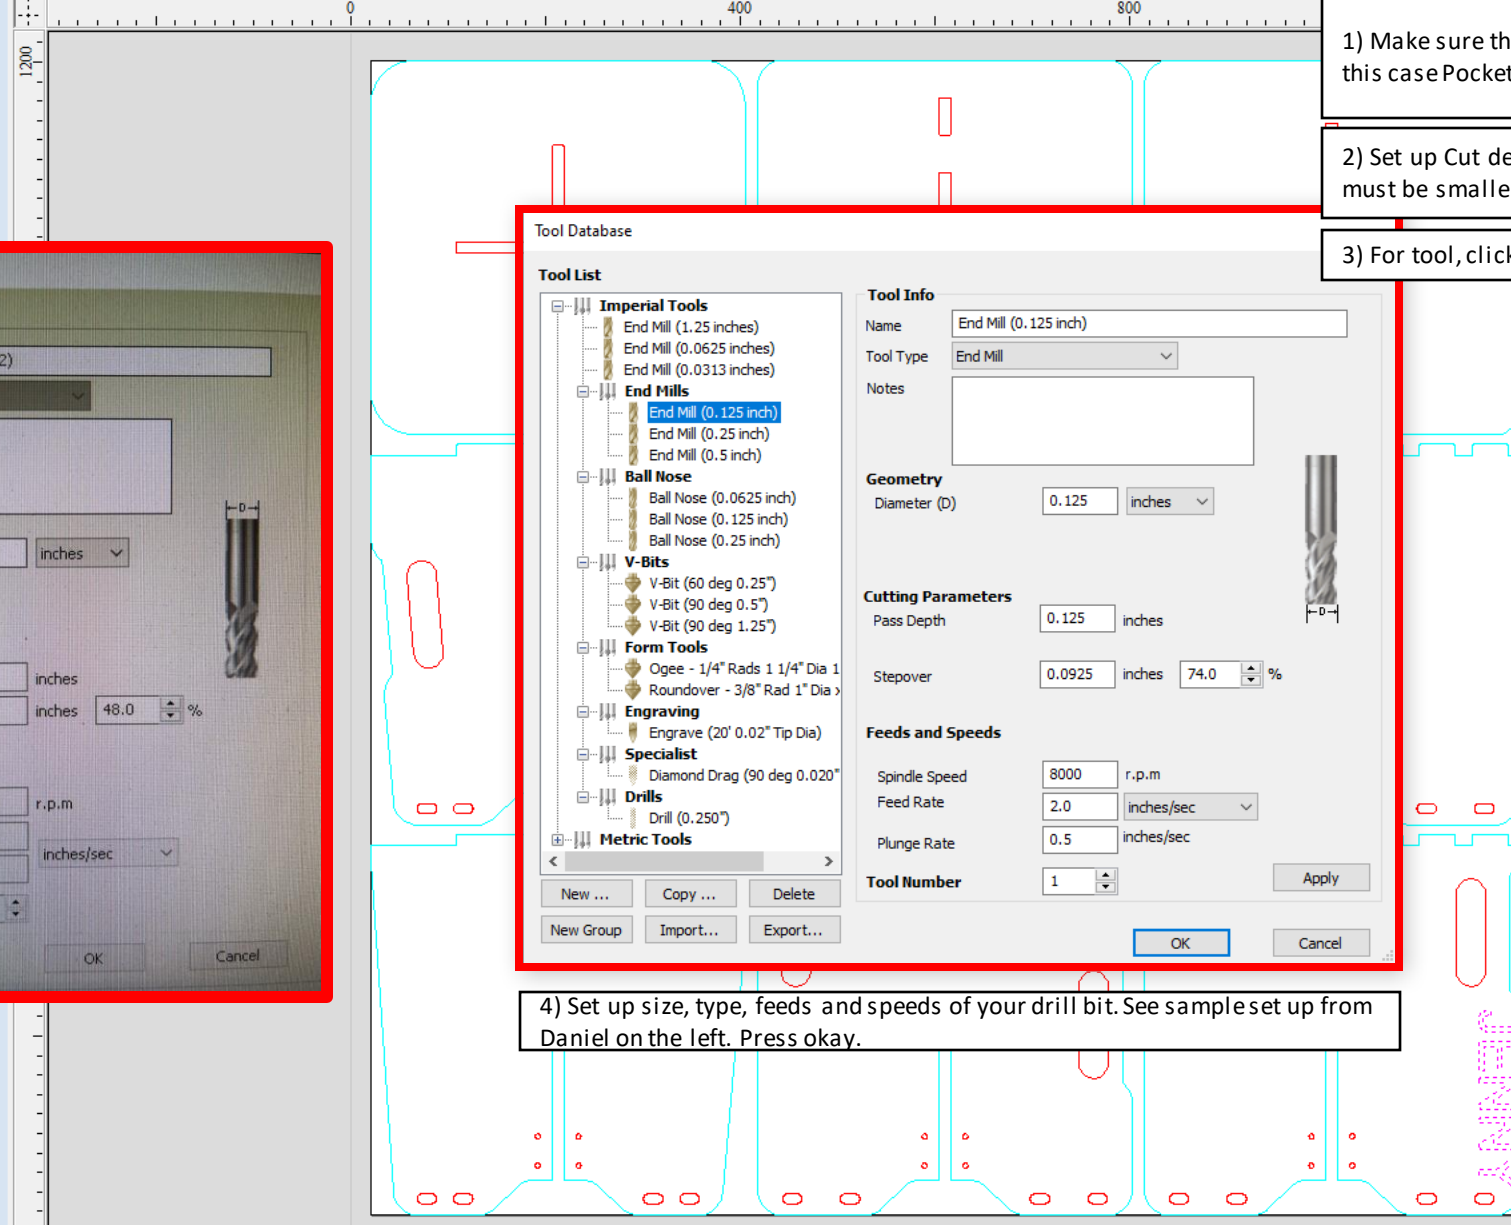 0
400
800
1200
1) Make sure th
this case Pocket
2) Set up Cut de
must be smalle
3) For tool, click
2)
inches
inches
inches
48.0
%
r.p.m
inches/sec
OK
Cancel
D
Tool Database
Tool List
Imperial Tools
End Mill (1.25 inches)
End Mill (0.0625 inches)
End Mill (0.0313 inches)
End Mills
End Mill (0.125 inch)
End Mill (0.25 inch)
End Mill (0.5 inch)
Ball Nose
Ball Nose (0.0625 inch)
Ball Nose (0.125 inch)
Ball Nose (0.25 inch)
V-Bits
V-Bit (60 deg 0.25")
V-Bit (90 deg 0.5")
V-Bit (90 deg 1.25")
Form Tools
Ogee - 1/4" Rads 1 1/4" Dia 1
Roundover - 3/8" Rad 1" Dia x
Engraving
Engrave (20' 0.02" Tip Dia)
Specialist
Diamond Drag (90 deg 0.020"
Drills
Drill (0.250")
Metric Tools
New ...
Copy ...
Delete
New Group
Import...
Export...
Tool Info
Name End Mill (0.125 inch)
Tool Type End Mill
Notes
Geometry
Diameter (D) 0.125 inches
Cutting Parameters
D
Pass Depth 0.125 inches
Stepover 0.0925 inches 74.0 %
Feeds and Speeds
Spindle Speed 8000 r.p.m
Feed Rate 2.0 inches/sec
Plunge Rate 0.5 inches/sec
Tool Number 1
Apply
OK
Cancel
4) Set up size, type, feeds and speeds of your drill bit. See sample set up from
Daniel on the left. Press okay.